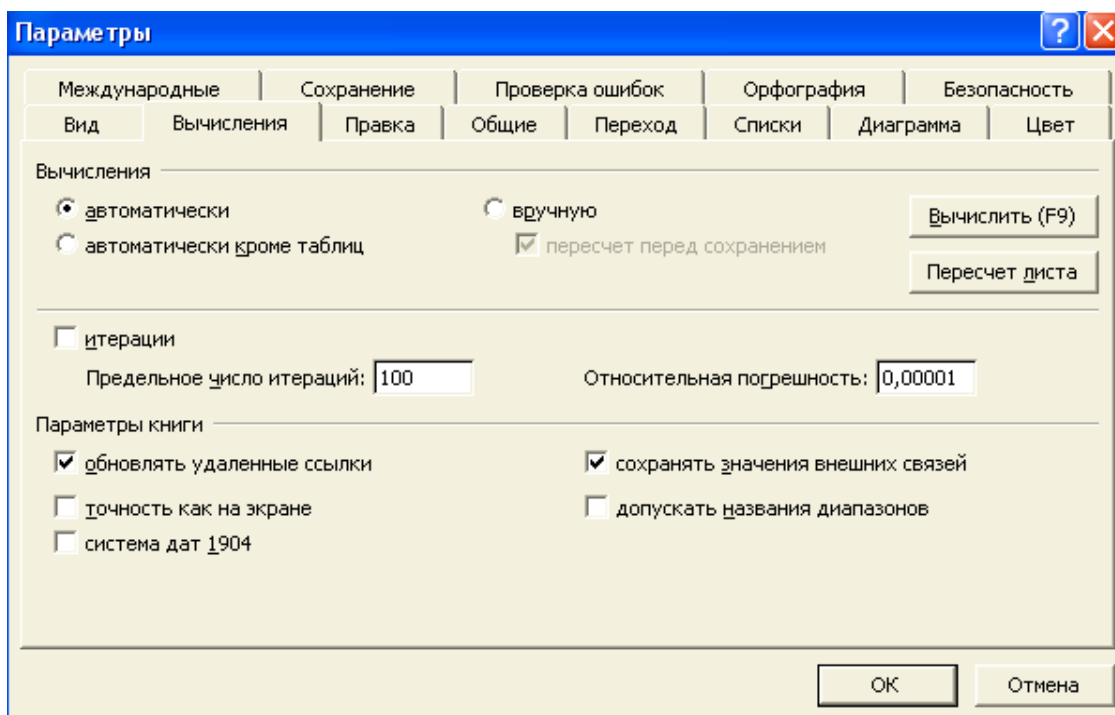 Параметры
Международные Сохранение Проверка ошибок Орфография Безопасность
Вид Вычисления Правка Общие Переход Списки Диаграмма Цвет
Вычисления
автоматически вручную Вычислить (F9)
автоматически кроме таблиц пересчет перед сохранением
Пересчет листа
итерации
Предельное число итераций: 100 Относительная погрешность: 0,00001
Параметры книги
обновлять удаленные ссылки сохранять значения внешних связей
точность как на экране допускать названия диапазонов
система дат 1904
ОК Отмена